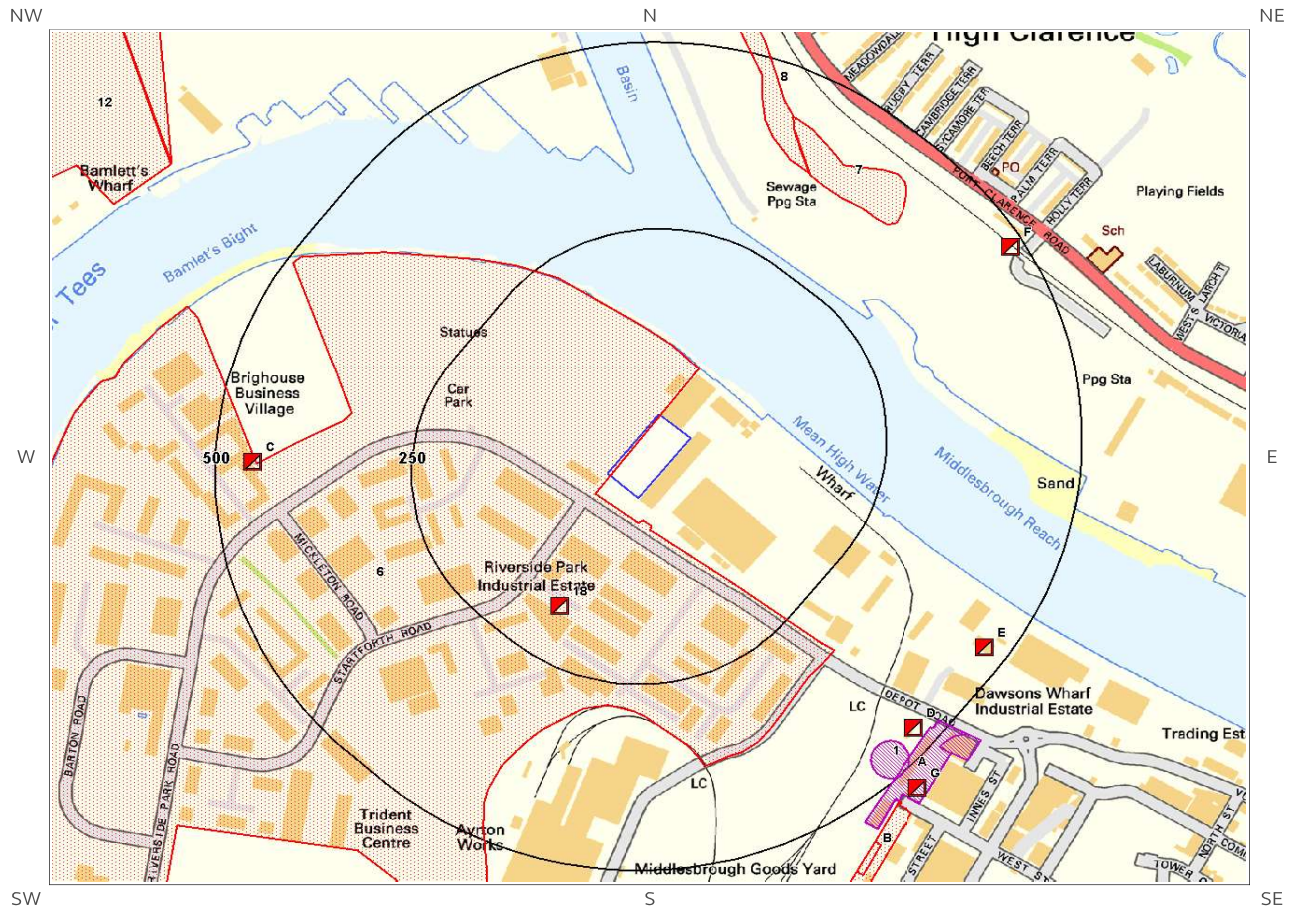 NW
N
NE
High Clarence
MEADOWDALE
RUGBY TERR
CAMBRIDGE TERR
SYCAMORE TER
BEECH TERR
PALM TERR
HOLLY TERR
PO
PORT CLARENCE ROAD
Playing Fields
Sch
F
LABURNUM
LARCH T
WEST S
VICTORIA
Basin
8
7
Sewage
Ppg Sta
12
Bamlett's
Wharf
Bamlet's Bight
Tees
Statues
Car
Park
Brighouse
Business
Village
C
500
250
W
E
Ppg Sta
Mean High Water
Wharf
Middlesbrough Reach
Sand
MICKLETON ROAD
6
Riverside Park
Industrial Estate
18
STARTFORTH ROAD
E
Dawsons Wharf
Industrial Estate
DEPOT ROAD
D
LC
Trading Est
1
A
G
B
INNES ST
STREET
WEST ST
NORTH ST
TOWER
BARTON ROAD
RIVERSIDE PARK ROAD
Trident
Business
Centre
Ayrton
Works
LC
Middlesbrough Goods Yard
SW
S
SE